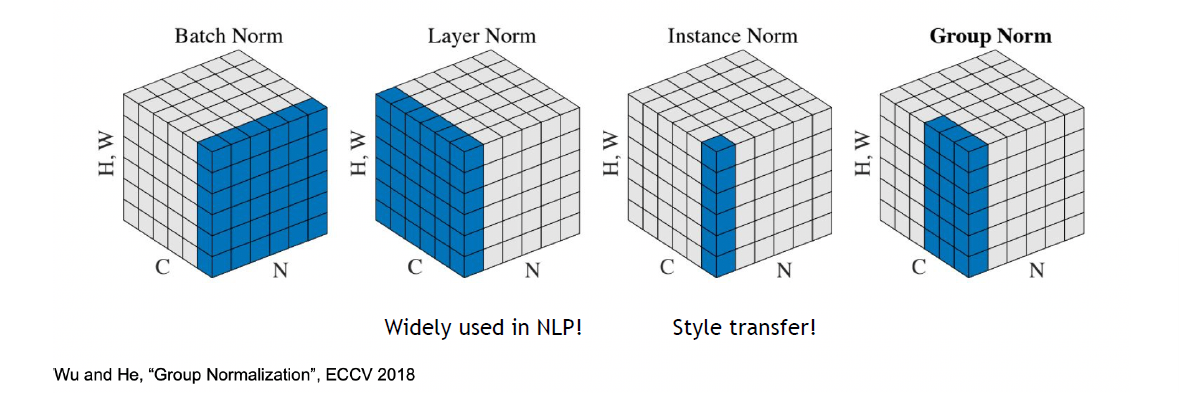 Batch Norm
Layer Norm
Instance Norm
Group Norm
H, W
H, W
H, W
H, W
C
N
C
N
C
N
C
N
Widely used in NLP!
Style transfer!
Wu and He, “Group Normalization”, ECCV 2018